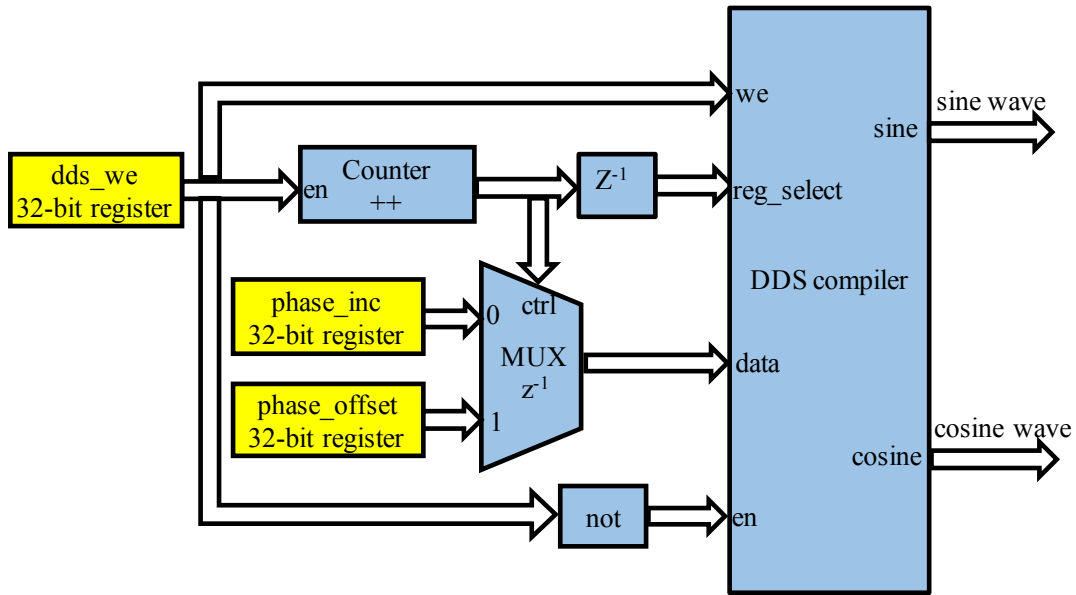 we
sine wave
sine
dds_we
32-bit register
en
Counter
++
Z-1
reg_select
phase_inc
32-bit register
0
ctrl
MUX
z-1
DDS compiler
data
phase_offset
32-bit register
1
cosine wave
cosine
not
en